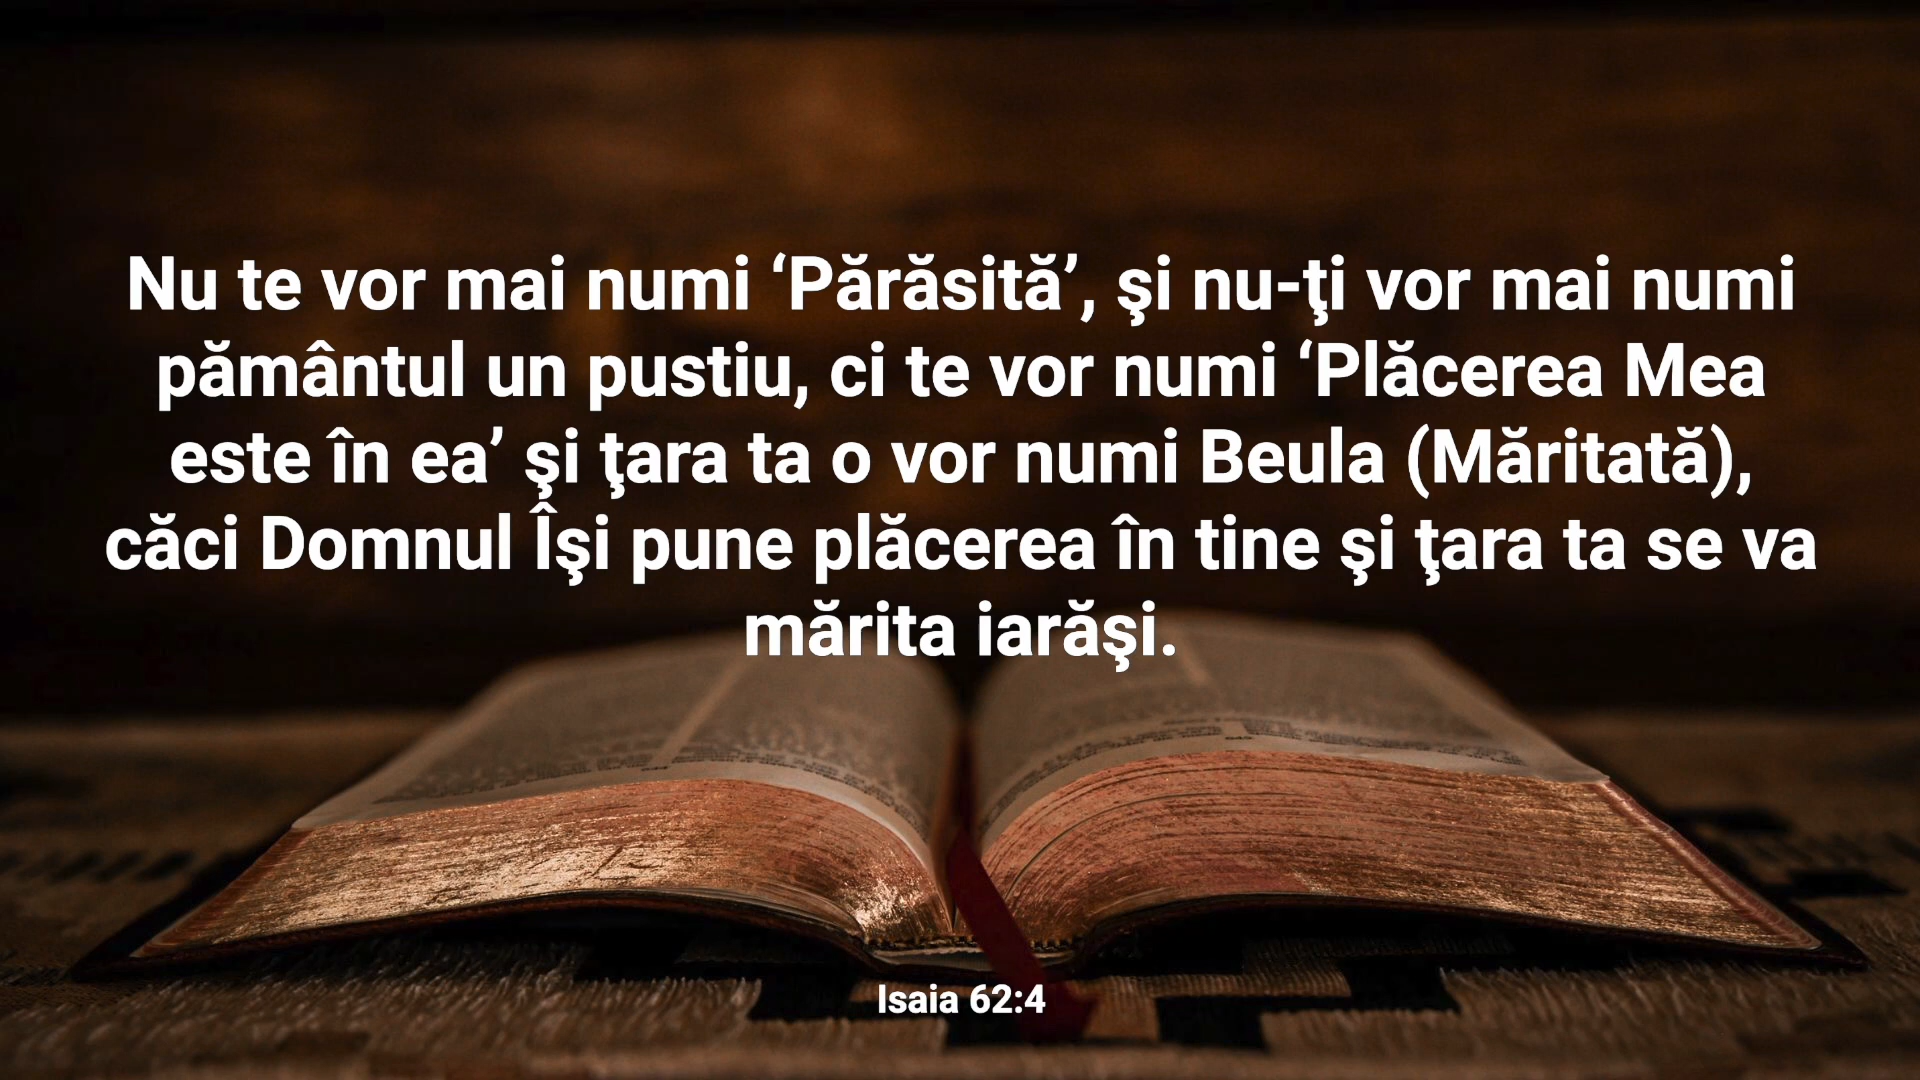 Nu te vor mai numi ‘Părăsită’, şi nu-ţi vor mai numi
pământul un pustiu, ci te vor numi ‘Plăcerea Mea
este în ea’ şi ţara ta o vor numi Beula (Măritată),
căci Domnul Îşi pune plăcerea în tine şi ţara ta se va
mărita iarăşi.
Isaia 62:4